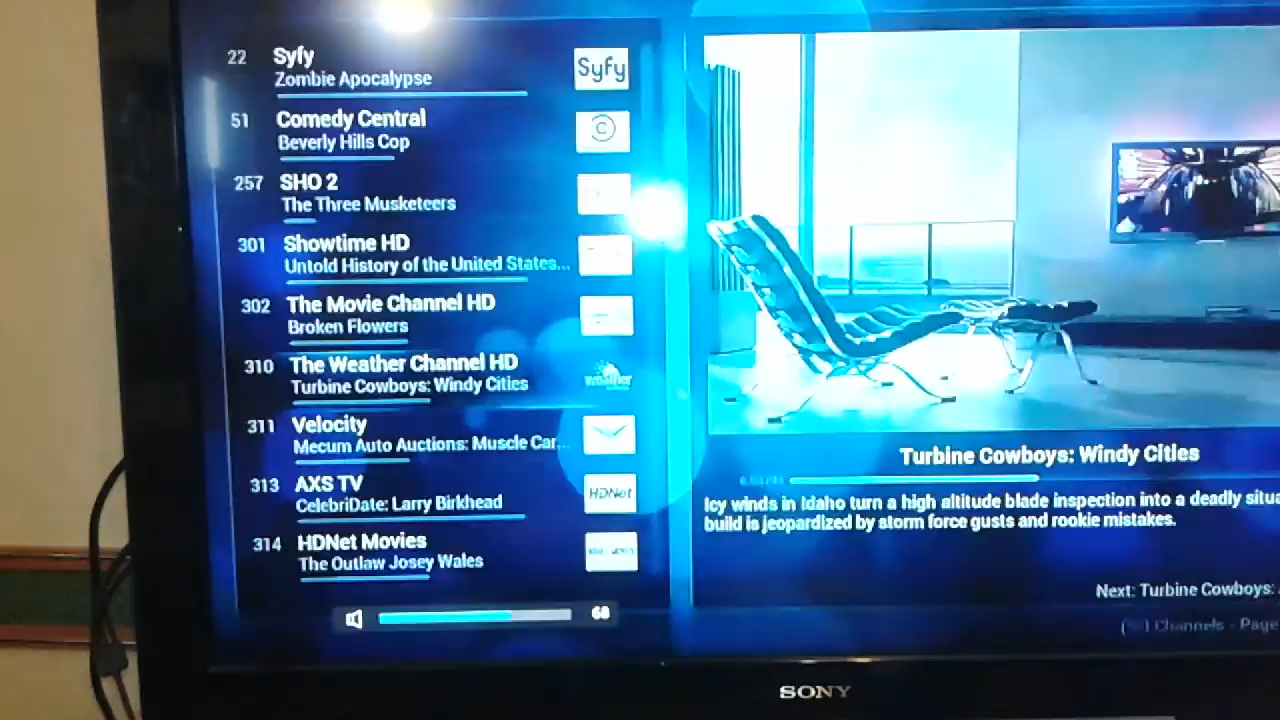 22 Syfy
Zombie Apocalypse
Syfy
51 Comedy Central
Beverly Hills Cop
257 SHO 2
The Three Musketeers
301 Showtime HD
Untold History of the United States...
302 The Movie Channel HD
Broken Flowers
310 The Weather Channel HD
Turbine Cowboys: Windy Cities
311 Velocity
Mecum Auto Auctions: Muscle Car...
313 AXS TV
CelebriDate: Larry Birkhead
HDNet
314 HDNet Movies
The Outlaw Josey Wales
68
Turbine Cowboys: Windy Cities
Icy winds in Idaho turn a high altitude blade inspection into a deadly situa
build is jeopardized by storm force gusts and rookie mistakes.
Next: Turbine Cowboys:
Channels - Page
SONY